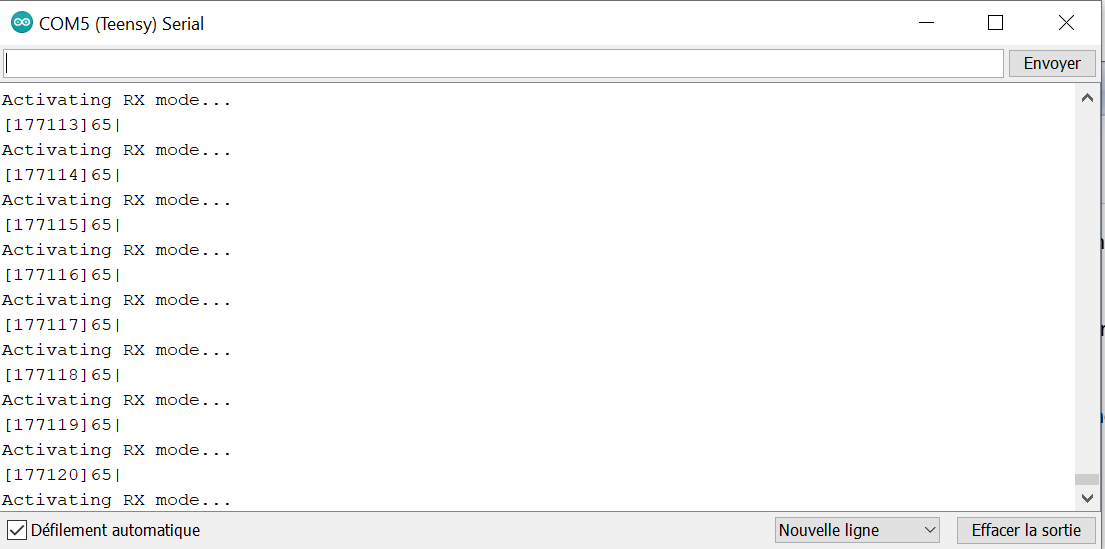 COM5 (Teensy) Serial
Envoyer
Activating RX mode...
[177113]65|
Activating RX mode...
[177114]65|
Activating RX mode...
[177115]65|
Activating RX mode...
[177116]65|
Activating RX mode...
[177117]65|
Activating RX mode...
[177118]65|
Activating RX mode...
[177119]65|
Activating RX mode...
[177120]65|
Activating RX mode...
Défilement automatique
Nouvelle ligne
Effacer la sortie